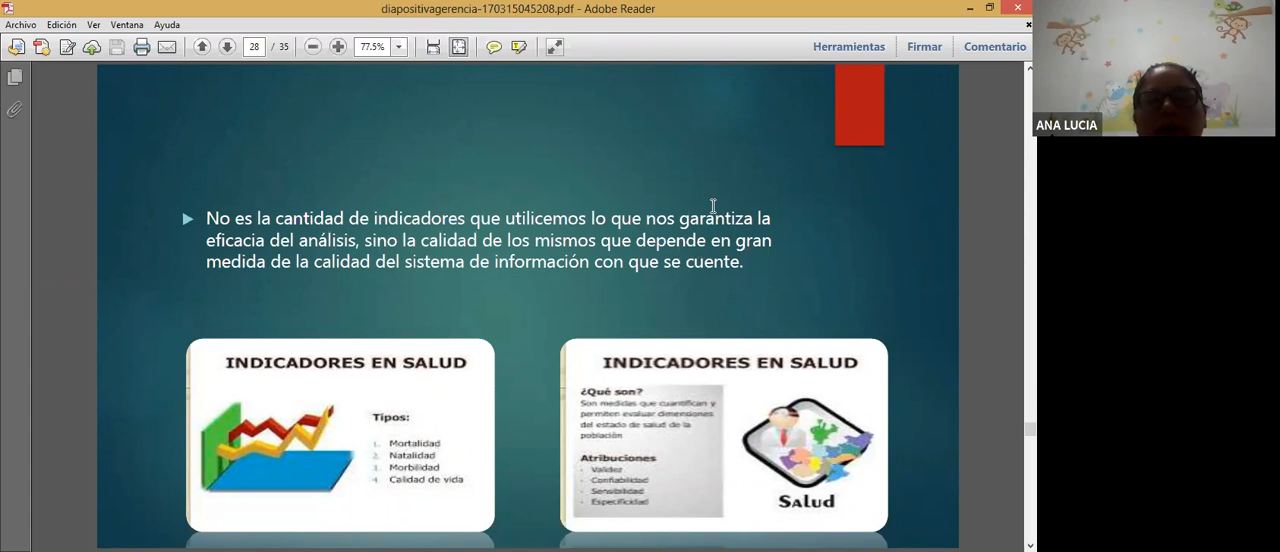 diapositivagerencia-170315045208.pdf - Adobe Reader
Archivo Edición Ver Ventana Ayuda
28 / 35
77.5%
Herramientas Firmar Comentario
ANA LUCIA
No es la cantidad de indicadores que utilicemos lo que nos garantiza la
eficacia del análisis, sino la calidad de los mismos que depende en gran
medida de la calidad del sistema de información con que se cuente.
INDICADORES EN SALUD
Tipos:
1. Mortalidad
2. Natalidad
3. Morbilidad
4. Calidad de vida
INDICADORES EN SALUD
¿Qué son?
Son medidas que cuantifican y
permiten evaluar dimensiones
del estado de salud de la
población
Atribuciones
- Validez
- Confiabilidad
- Sensibilidad
- Especificidad
Salud